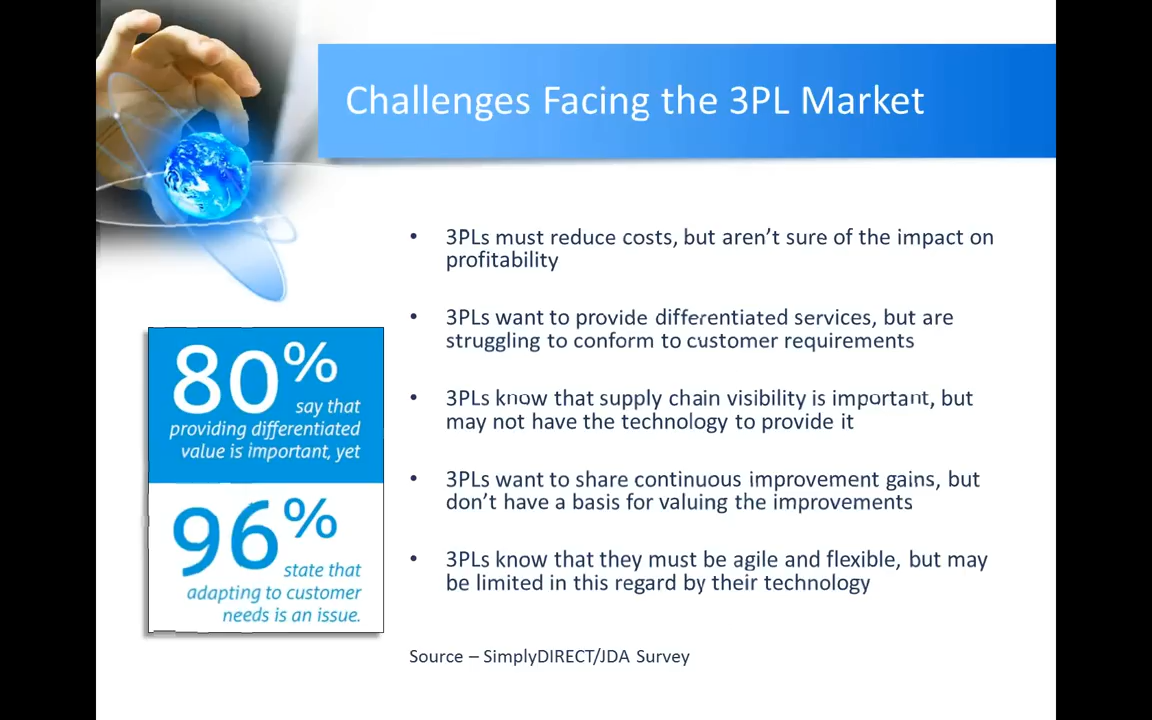 Challenges Facing the 3PL Market
• 3PLs must reduce costs, but aren't sure of the impact on
profitability
• 3PLs want to provide differentiated services, but are
struggling to conform to customer requirements
• 3PLs know that supply chain visibility is important, but
may not have the technology to provide it
• 3PLs want to share continuous improvement gains, but
don't have a basis for valuing the improvements
• 3PLs know that they must be agile and flexible, but may
be limited in this regard by their technology
80%
say that
providing differentiated
value is important, yet
96%
state that
adapting to customer
needs is an issue.
Source – SimplyDIRECT/JDA Survey